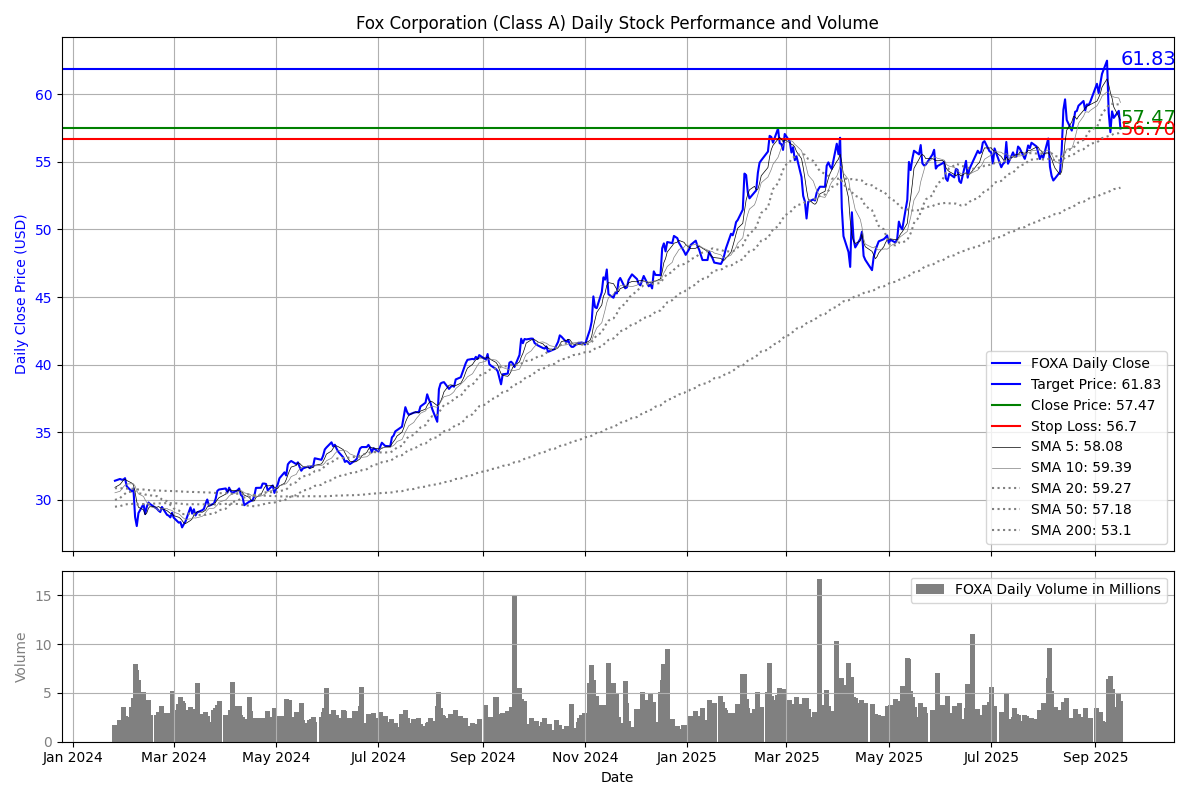 Fox Corporation (Class A) Daily Stock Performance and Volume
Daily Close Price (USD)
60
55
50
45
40
35
30
61.83
57.47
56.70
FOXA Daily Close
Target Price: 61.83
Close Price: 57.47
Stop Loss: 56.7
SMA 5: 58.08
SMA 10: 59.39
SMA 20: 59.27
SMA 50: 57.18
SMA 200: 53.1
Volume
15
10
5
0
FOXA Daily Volume in Millions
Jan 2024 Mar 2024 May 2024 Jul 2024 Sep 2024 Nov 2024 Jan 2025 Mar 2025 May 2025 Jul 2025 Sep 2025
Date